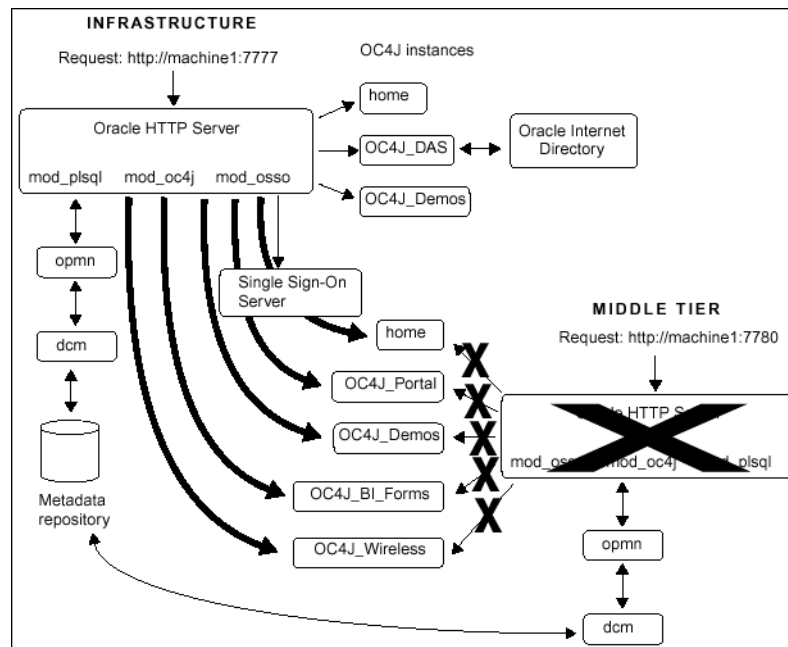 INFRASTRUCTURE
Request: http://machine1:7777
OC4J instances
home
Oracle HTTP Server
OC4J_DAS
Oracle Internet
Directory
mod_plsql
mod_oc4j
mod_osso
OC4J_Demos
opmn
Single Sign-On
Server
MIDDLE TIER
Request: http://machine1:7780
dcm
home
OC4J_Portal
X
X
OC4J_Demos
X
X
OC4J_BI_Forms
X
Metadata
repository
OC4J_Wireless
opmn
dcm